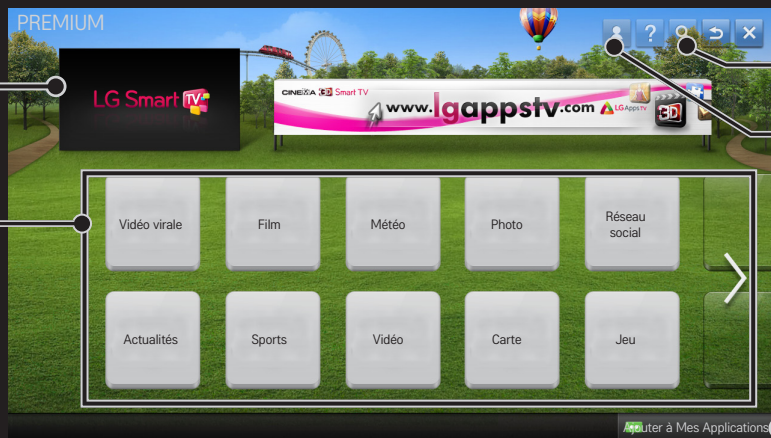 PREMIUM
?
LG Smart TV
CINEMA 3D Smart TV
www.lgappstv.com
LG Apps TV
3D
Vidéo virale
Film
Météo
Photo
Réseau
social
Actualités
Sports
Vidéo
Carte
Jeu
Ajouter à Mes Applications